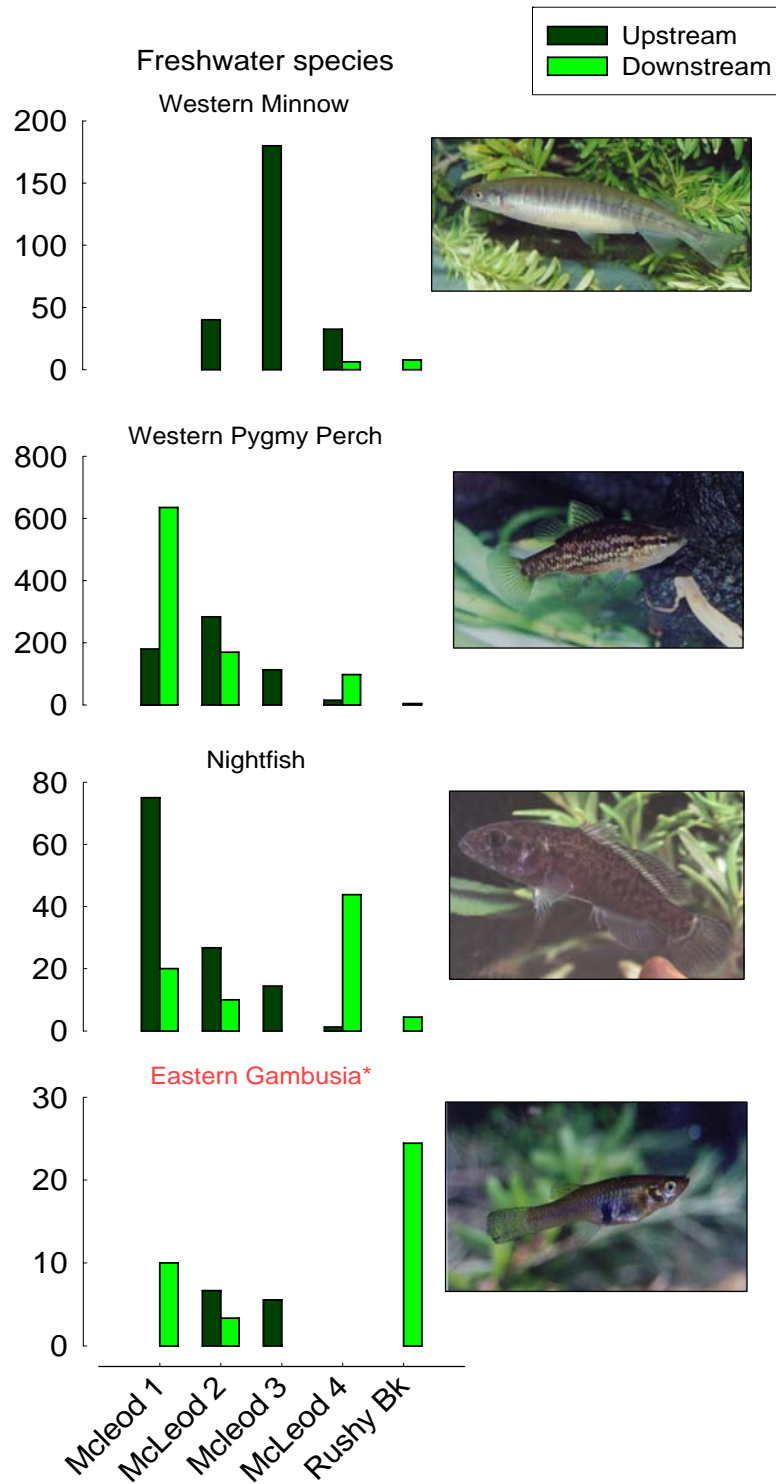 Upstream
Downstream
Freshwater species
Western Minnow
200
150
100
50
0
Western Pygmy Perch
800
600
400
200
0
Nightfish
80
60
40
20
0
Eastern Gambusia*
30
20
10
0
Mcleod 1
McLeod 2
Mcleod 3
McLeod 4
Rushy Bk